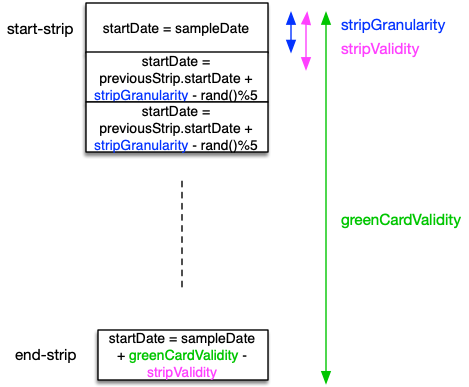 start-strip
startDate = sampleDate
startDate =
previousStrip.startDate +
stripGranularity - rand()%5
startDate =
previousStrip.startDate +
stripGranularity - rand()%5
stripGranularity
stripValidity
greenCardValidity
end-strip
startDate = sampleDate
+ greenCardValidity -
stripValidity